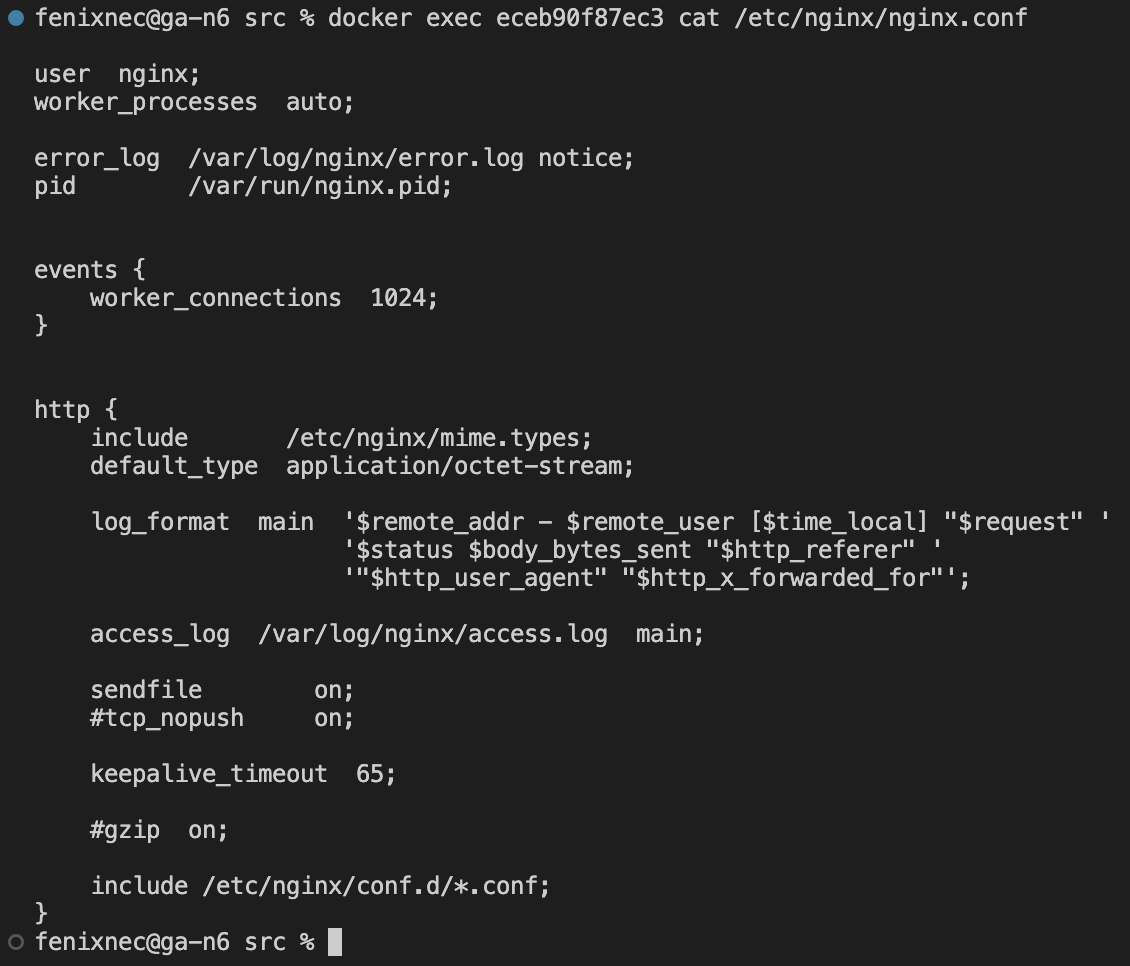 fenixnec@ga-n6 src % docker exec eceb90f87ec3 cat /etc/nginx/nginx.conf

user  nginx;
worker_processes  auto;

error_log  /var/log/nginx/error.log notice;
pid        /var/run/nginx.pid;


events {
    worker_connections  1024;
}


http {
    include       /etc/nginx/mime.types;
    default_type  application/octet-stream;

    log_format  main  '$remote_addr - $remote_user [$time_local] "$request" '
                      '$status $body_bytes_sent "$http_referer" '
                      '"$http_user_agent" "$http_x_forwarded_for"';

    access_log  /var/log/nginx/access.log  main;

    sendfile        on;
    #tcp_nopush     on;

    keepalive_timeout  65;

    #gzip  on;

    include /etc/nginx/conf.d/*.conf;
}
fenixnec@ga-n6 src %